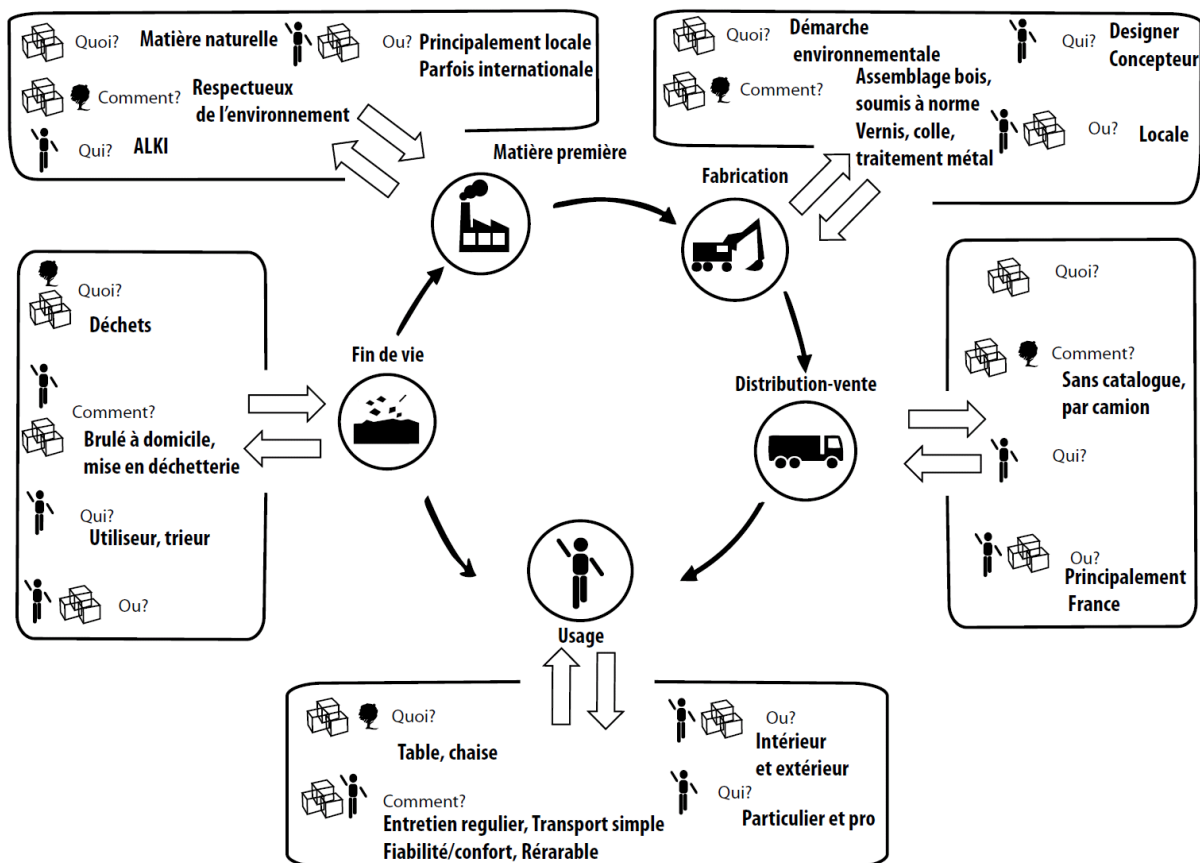 Quoi? Matière naturelle
Ou? Principalement locale
Parfois internationale
Comment? Respectueux
de l'environnement
Qui? ALKI
Matière première
Quoi? Démarche
environnementale
Qui? Designer
Concepteur
Comment? Assemblage bois,
soumis à norme
Vernis, colle,
traitement métal
Ou? Locale
Fabrication
Quoi?
Comment?
Sans catalogue,
par camion
Qui?
Ou?
Principalement
France
Distribution-vente
Quoi?
Déchets
Comment?
Brulé à domicile,
mise en déchetterie
Qui?
Utiliseur, trieur
Ou?
Fin de vie
Usage
Quoi?
Table, chaise
Comment?
Entretien regulier, Transport simple
Fiabilité/confort, Rérarable
Ou?
Intérieur
et extérieur
Qui?
Particulier et pro